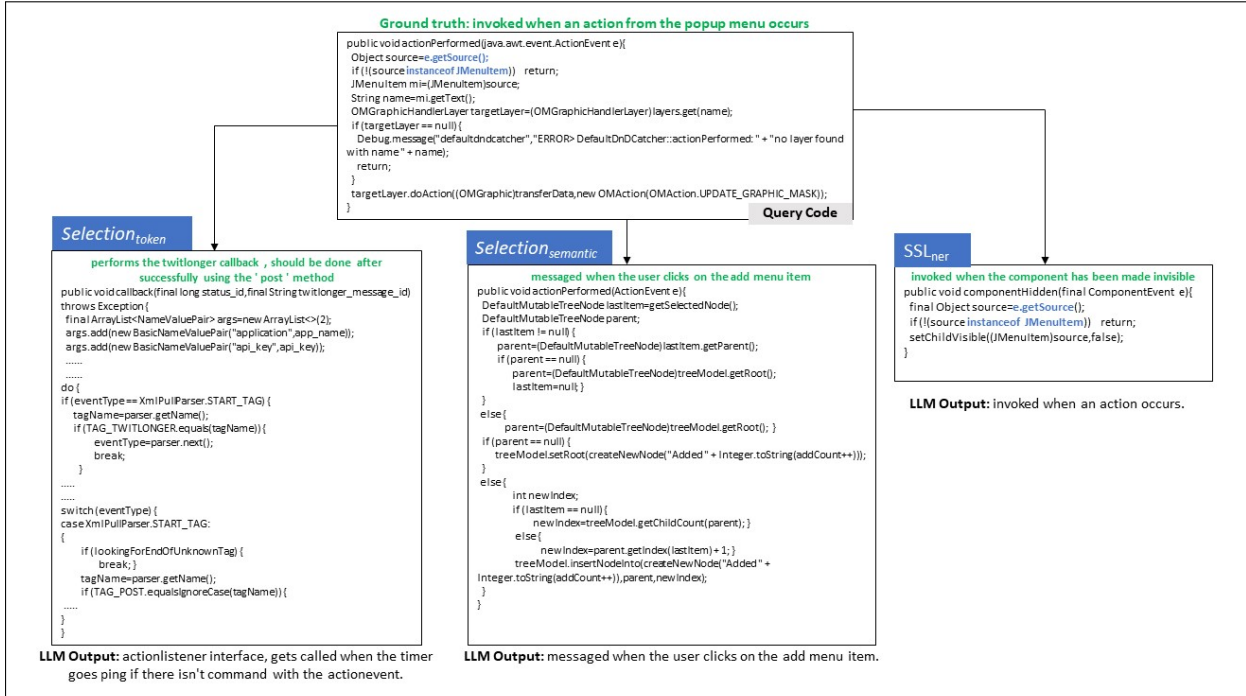 Ground truth: invoked when an action from the popup menu occurs
public void actionPerformed(java.awt.event.ActionEvent e){
Object source=e.getSource();
if (!(source instanceof JMenuItem)) return;
JMenuItem mi=(JMenuItem)source;
String name=mi.getText();
OMGraphicHandlerLayer targetLayer=(OMGraphicHandlerLayer)layers.get(name);
if (targetLayer == null) {
Debug.message("defaultdndcatcher","ERROR> DefaultDnDCatcher::actionPerformed: " + "no layer found
with name " + name);
return;
}
targetLayer.doAction((OMGraphic)transferData,new OMAction(OMAction.UPDATE_GRAPHIC_MASK));
}
Query Code
Selection token
performs the twitlonger callback , should be done after
successfully using the ' post ' method
public void callback(final long status_id,final String twitlonger_message_id)
throws Exception {
final ArrayList<NameValuePair> args=new ArrayList<>(2);
args.add(new BasicNameValuePair("application",app_name));
args.add(new BasicNameValuePair("api_key",api_key));
......
......
do {
if (eventType == XmlPullParser.START_TAG) {
tagName=parser.getName();
if (TAG_TWITLONGER.equals(tagName)) {
eventType=parser.next();
break;
}
.....
.....
switch (eventType) {
case XmlPullParser.START_TAG:
{
if (lookingForEndOfUnknownTag) {
break; }
tagName=parser.getName();
if (TAG_POST.equalsIgnoreCase(tagName)) {
.....
}
}
LLM Output: actionlistener interface, gets called when the timer
goes ping if there isn't command with the actionevent.
Selection semantic
messaged when the user clicks on the add menu item
public void actionPerformed(ActionEvent e){
DefaultMutableTreeNode lastItem=getSelectedNode();
DefaultMutableTreeNode parent;
if (lastItem != null) {
parent=(DefaultMutableTreeNode)lastItem.getParent();
if (parent == null) {
parent=(DefaultMutableTreeNode)treeModel.getRoot();
lastItem=null; }
}
else {
parent=(DefaultMutableTreeNode)treeModel.getRoot(); }
if (parent == null) {
treeModel.setRoot(createNewNode("Added " + Integer.toString(addCount++)));
}
else {
int newIndex;
if (lastItem == null) {
newIndex=treeModel.getChildCount(parent); }
else {
newIndex=parent.getIndex(lastItem) + 1; }
treeModel.insertNodeInto(createNewNode("Added " +
Integer.toString(addCount++)),parent,newIndex);
}
}
LLM Output: messaged when the user clicks on the add menu item.
SSL ner
invoked when the component has been made invisible
public void componentHidden(final ComponentEvent e){
final Object source=e.getSource();
if (!(source instanceof JMenuItem)) return;
setChildVisible((JMenuItem)source,false);
}
LLM Output: invoked when an action occurs.